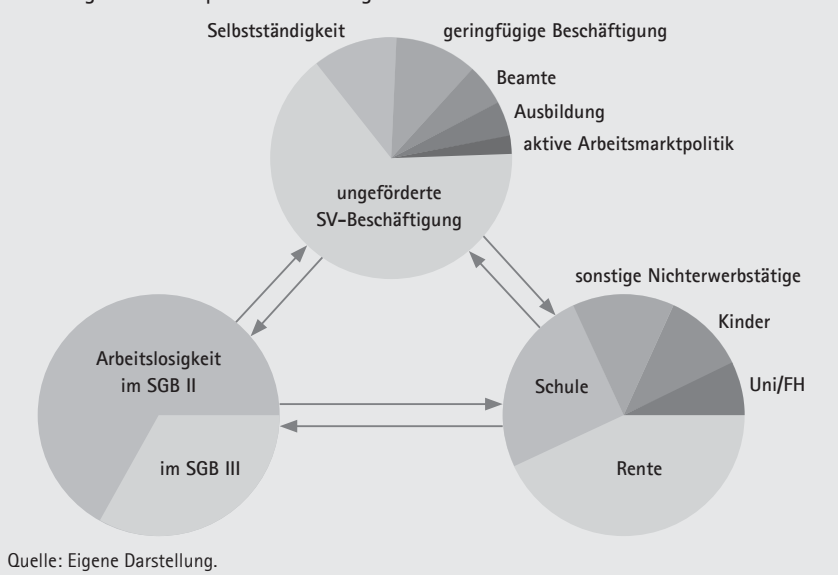 Selbstständigkeit
geringfügige Beschäftigung
Beamte
Ausbildung
aktive Arbeitsmarktpolitik
ungeförderte
SV-Beschäftigung
sonstige Nichterwerbstätige
Kinder
Uni/FH
Schule
Rente
Arbeitslosigkeit
im SGB II
im SGB III
Quelle: Eigene Darstellung.